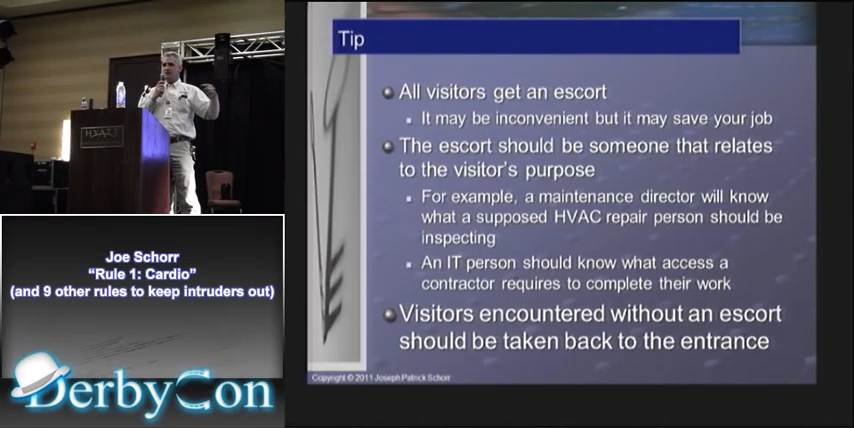 HYATT
Joe Schorr
“Rule 1: Cardio”
(and 9 other rules to keep intruders out)
DerbyCon
Tip
All visitors get an escort
It may be inconvenient but it may save your job
The escort should be someone that relates
to the visitor's purpose
For example, a maintenance director will know
what a supposed HVAC repair person should be
inspecting
An IT person should know what access a
contractor requires to complete their work
Visitors encountered without an escort
should be taken back to the entrance
Copyright © 2011 Joseph Patrick Schorr